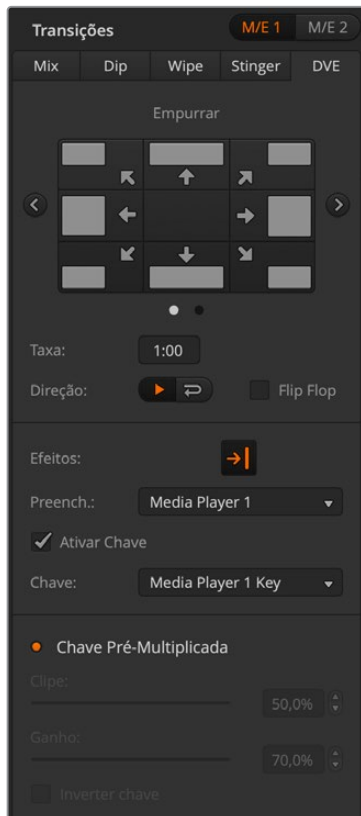 Transições M/E 1 M/E 2
Mix Dip Wipe Stinger DVE
Empurrar
Taxa: 1:00
Direção: Flip Flop
Efeitos:
Preench.: Media Player 1
Ativar Chave
Chave: Media Player 1 Key
Chave Pré-Multiplicada
Clipe:
50,0%
Ganho:
70,0%
Inverter chave